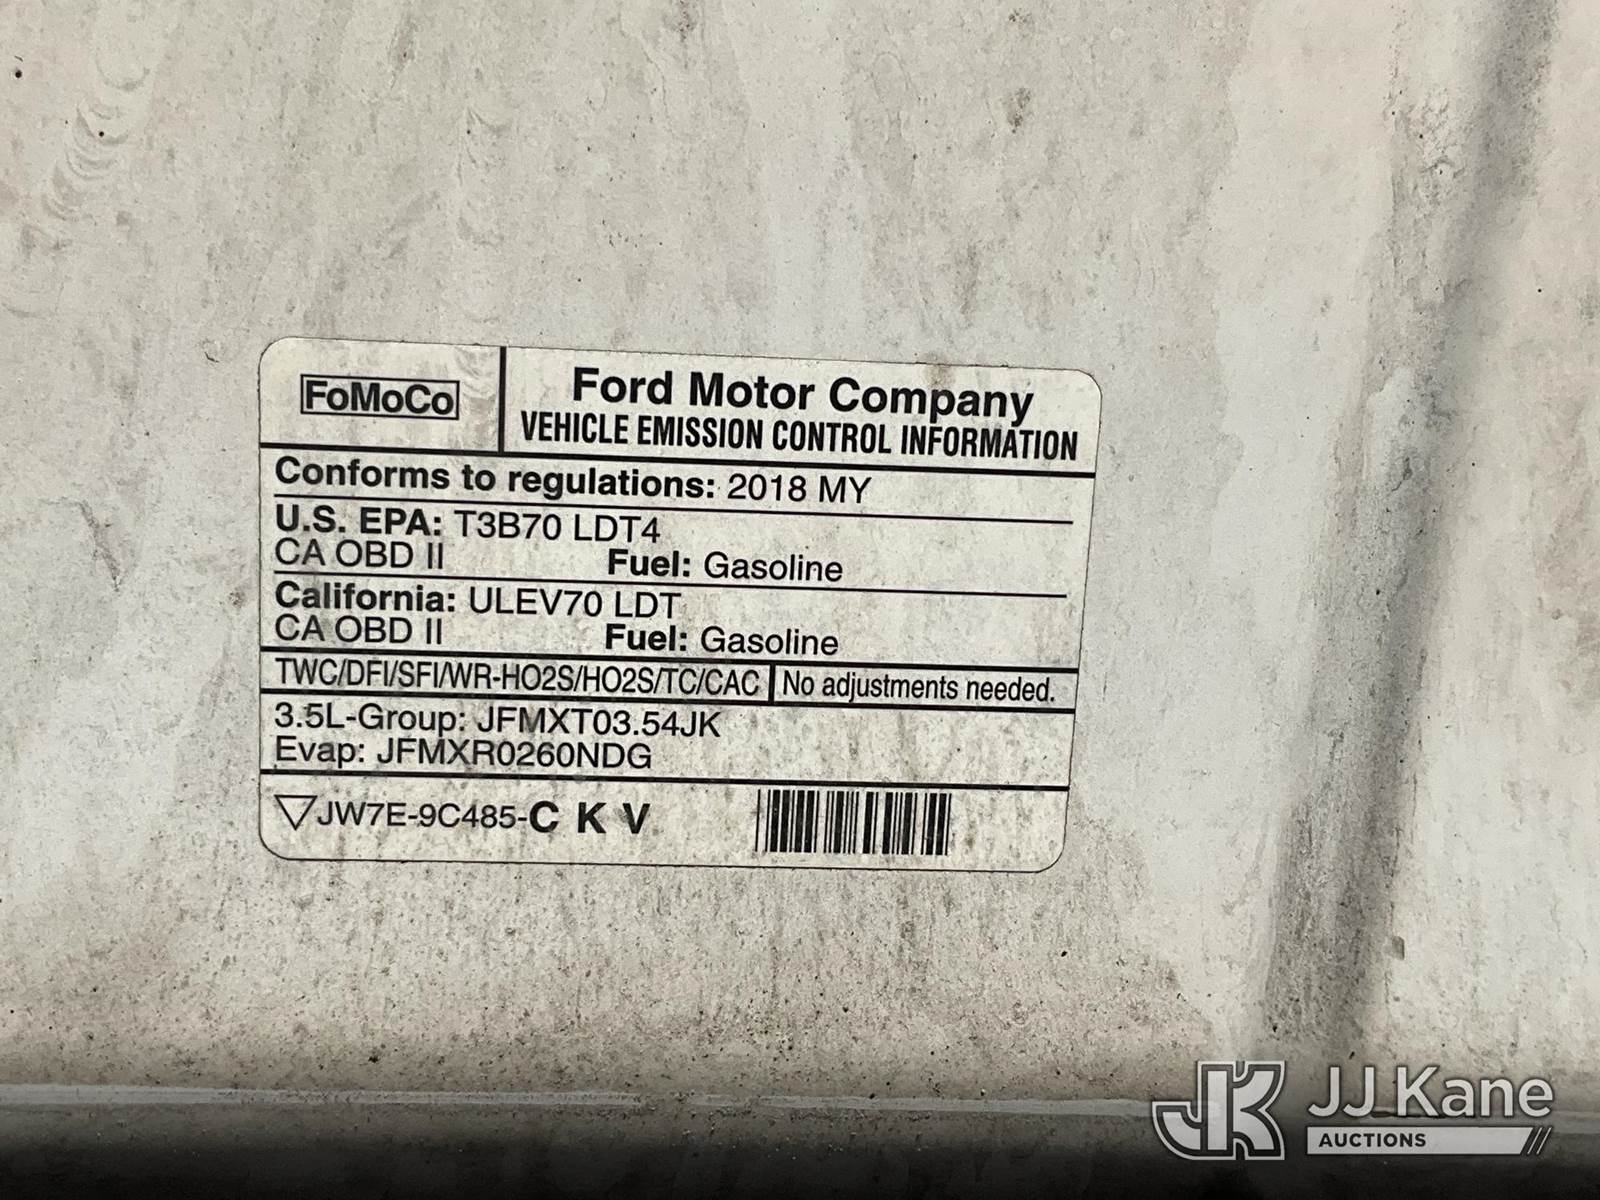 FoMoCo
Ford Motor Company
VEHICLE EMISSION CONTROL INFORMATION
Conforms to regulations: 2018 MY
U.S. EPA: T3B70 LDT4
CA OBD II Fuel: Gasoline
California: ULEV70 LDT
CA OBD II Fuel: Gasoline
TWC/DFI/SFI/WR-HO2S/HO2S/TC/CAC No adjustments needed.
3.5L-Group: JFMXT03.54JK
Evap: JFMXR0260NDG
JW7E-9C485-C K V
JK JJ Kane
AUCTIONS